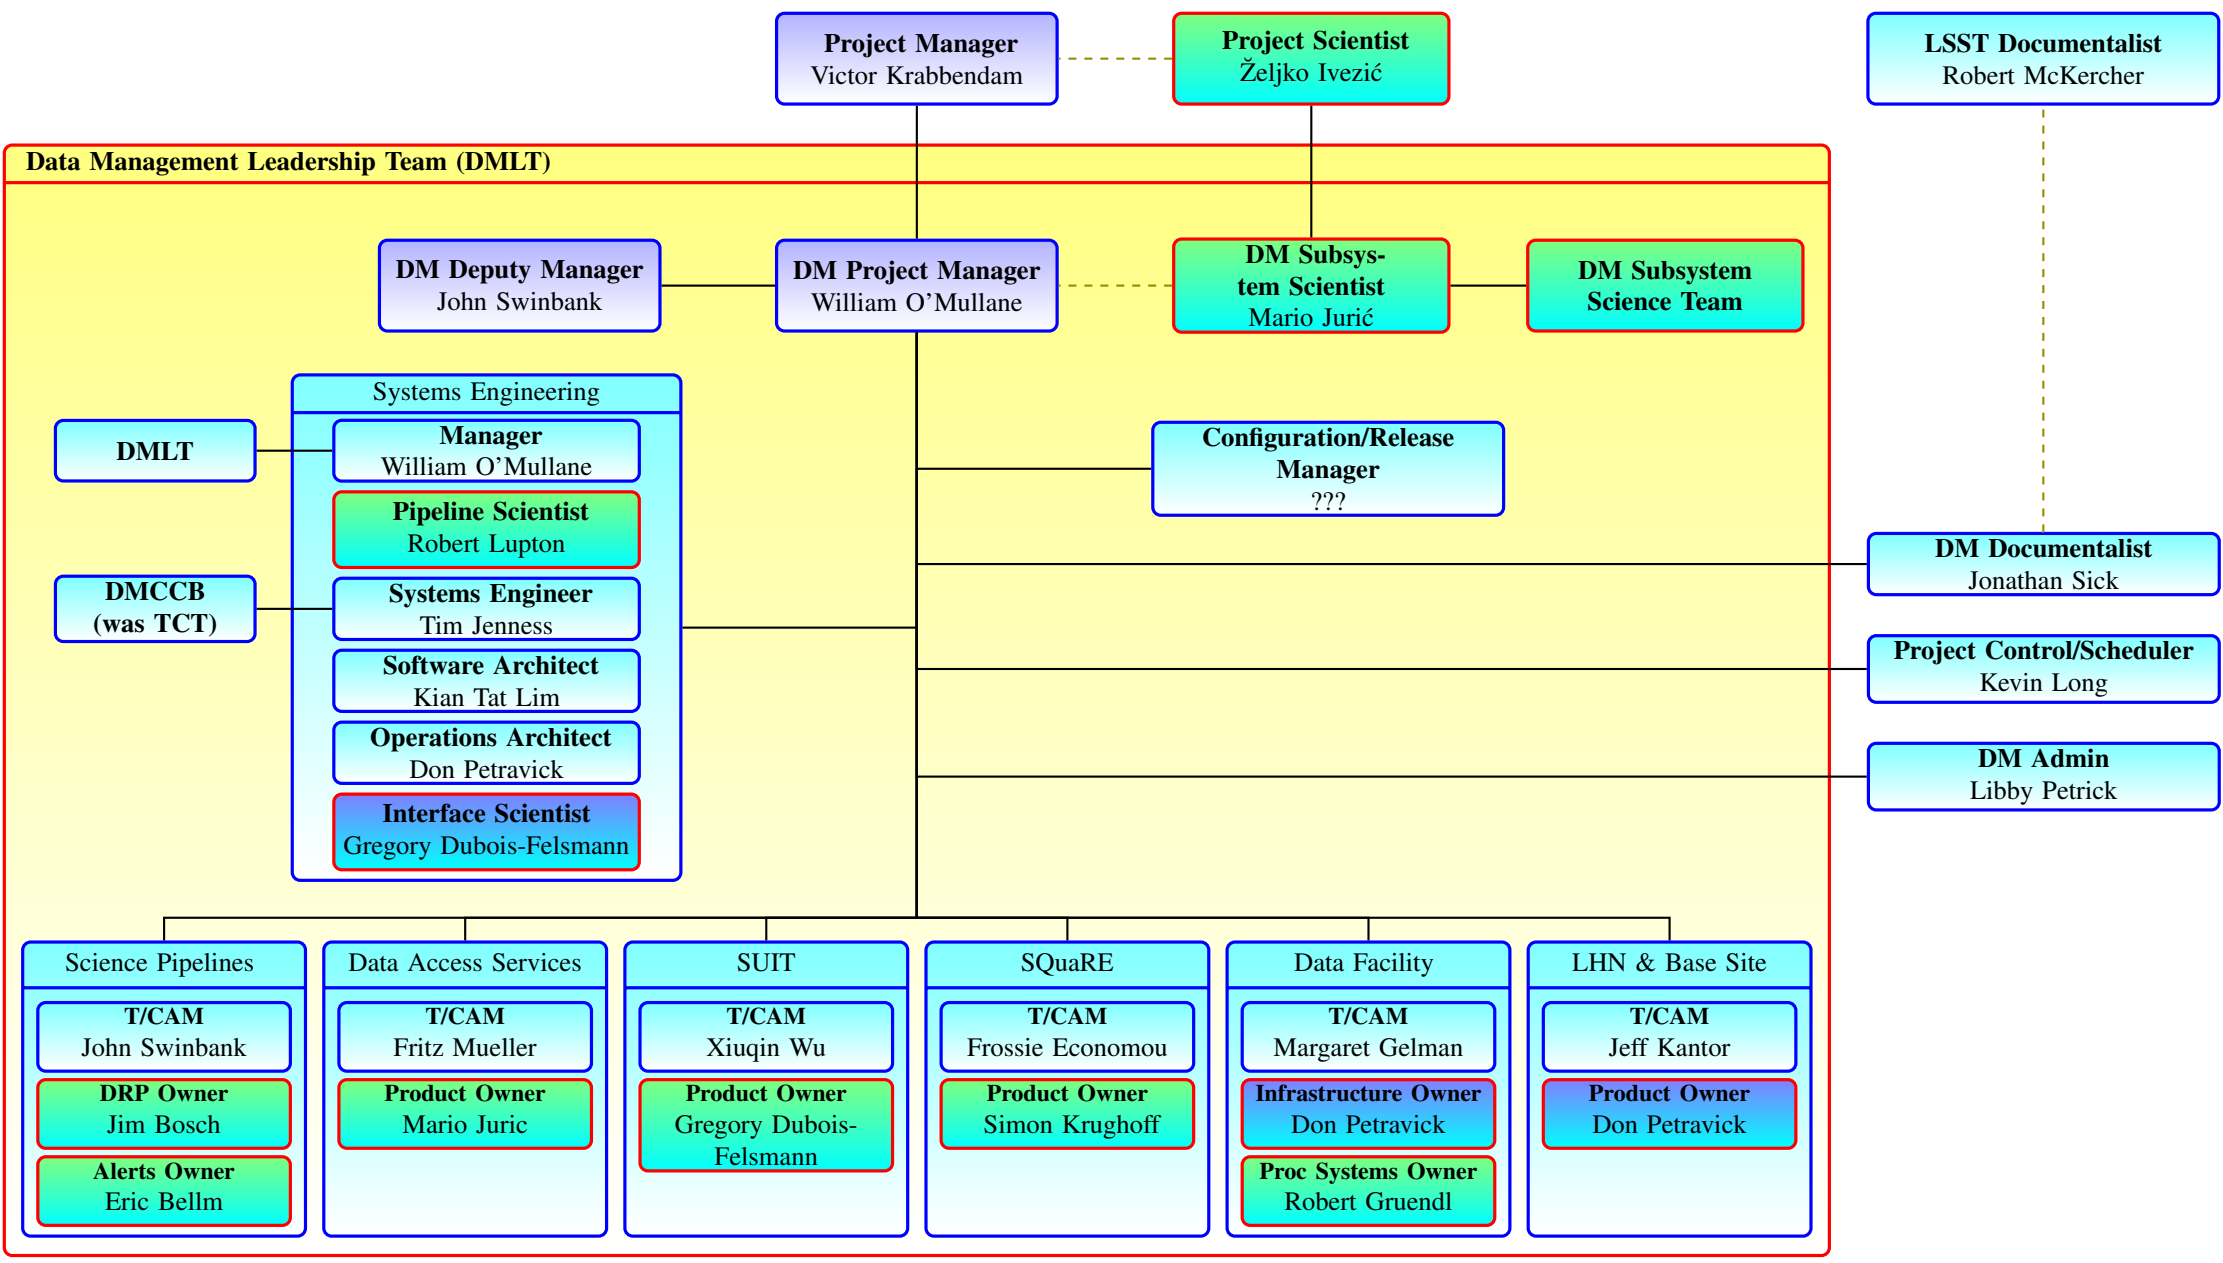 Project Manager
Victor Krabbendam
Project Scientist
Željko Ivezić
LSST Documentalist
Robert McKercher
Data Management Leadership Team (DMLT)
DM Deputy Manager
John Swinbank
DM Project Manager
William O'Mullane
DM Subsys-
tem Scientist
Mario Jurić
DM Subsystem
Science Team
Systems Engineering
DMLT
Manager
William O'Mullane
Pipeline Scientist
Robert Lupton
DMCCB
(was TCT)
Systems Engineer
Tim Jenness
Software Architect
Kian Tat Lim
Operations Architect
Don Petravick
Interface Scientist
Gregory Dubois-Felsmann
Configuration/Release
Manager
???
DM Documentalist
Jonathan Sick
Project Control/Scheduler
Kevin Long
DM Admin
Libby Petrick
Science Pipelines
T/CAM
John Swinbank
DRP Owner
Jim Bosch
Alerts Owner
Eric Bellm
Data Access Services
T/CAM
Fritz Mueller
Product Owner
Mario Juric
SUIT
T/CAM
Xiuqin Wu
Product Owner
Gregory Dubois-
Felsmann
SQuaRE
T/CAM
Frossie Economou
Product Owner
Simon Krughoff
Data Facility
T/CAM
Margaret Gelman
Infrastructure Owner
Don Petravick
Proc Systems Owner
Robert Gruendl
LHN & Base Site
T/CAM
Jeff Kantor
Product Owner
Don Petravick